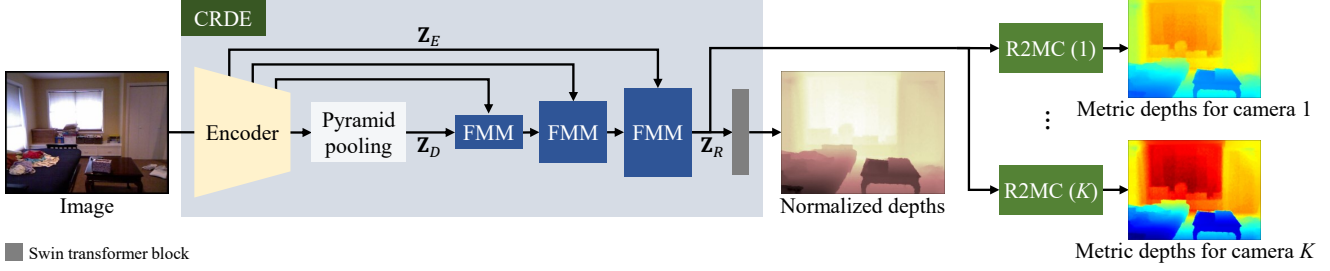 CRDE
Z_E
Encoder
Pyramid
pooling
Z_D
FMM
FMM
FMM
Z_R
R2MC (1)
Metric depths for camera 1
⋮
R2MC (K)
Image
Normalized depths
Metric depths for camera K
Swin transformer block